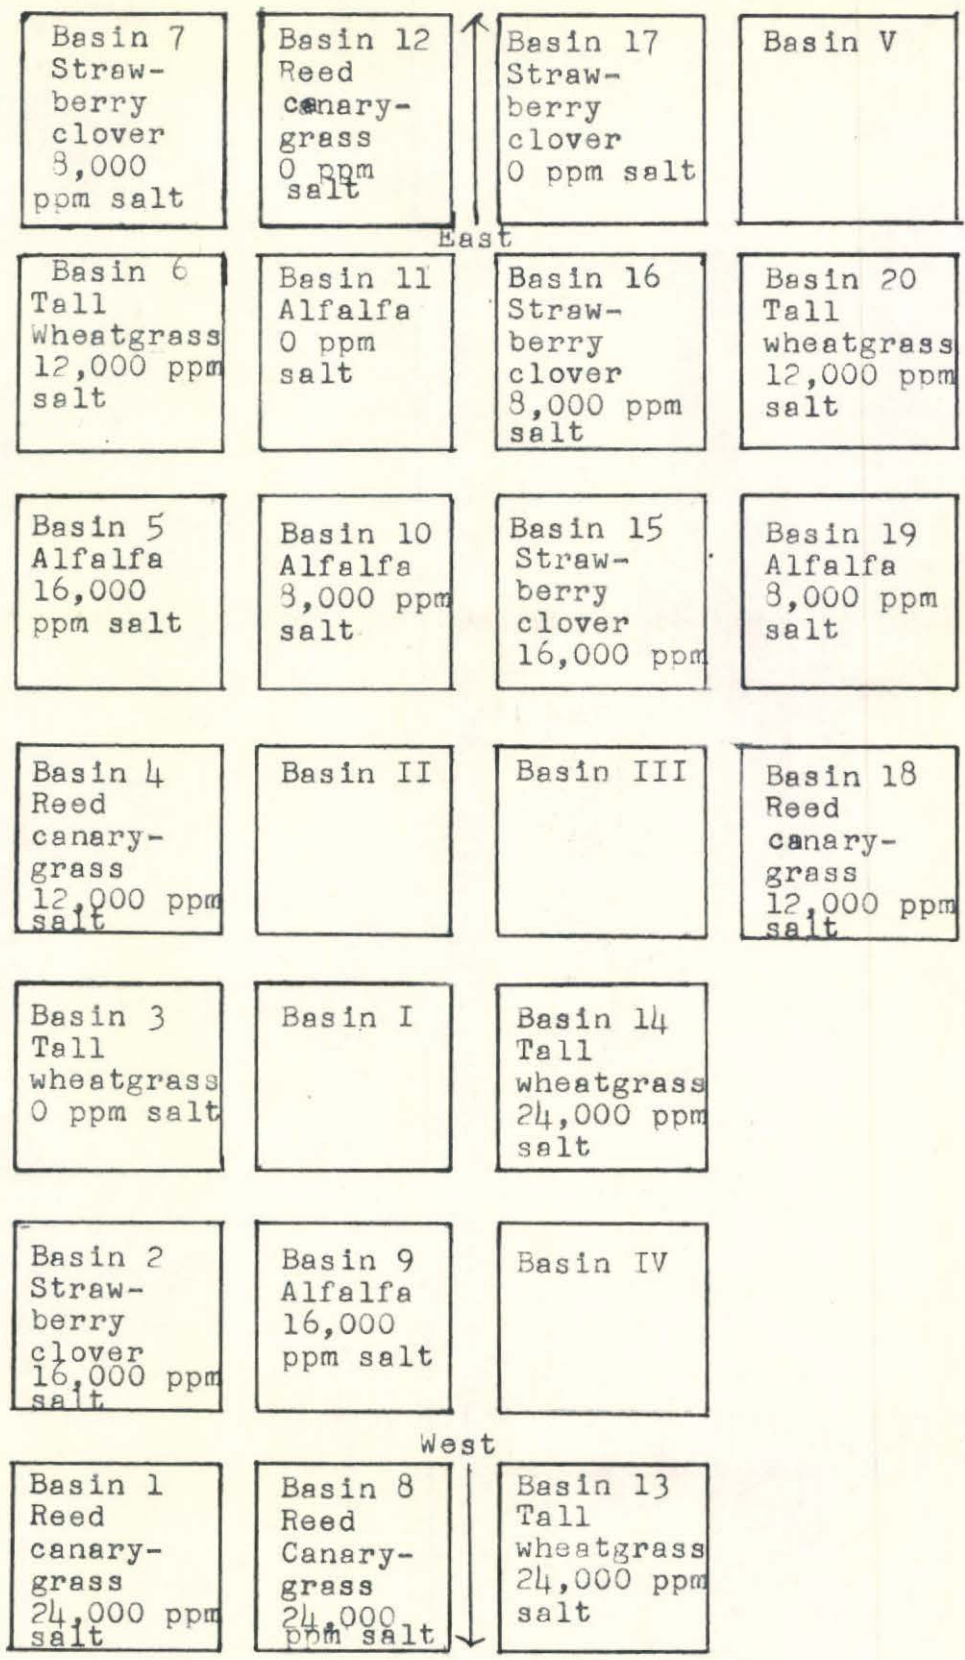 Basin 7
Straw-
berry
clover
8,000
ppm salt
Basin 12
Reed
canary-
grass
0 ppm
salt
Basin 17
Straw-
berry
clover
0 ppm salt
Basin V
East
Basin 6
Tall
Wheatgrass
12,000 ppm
salt
Basin 11
Alfalfa
0 ppm
salt
Basin 16
Straw-
berry
clover
8,000 ppm
salt
Basin 20
Tall
wheatgrass
12,000 ppm
salt
Basin 5
Alfalfa
16,000
ppm salt
Basin 10
Alfalfa
8,000 ppm
salt
Basin 15
Straw-
berry
clover
16,000 ppm
Basin 19
Alfalfa
8,000 ppm
salt
Basin 4
Reed
canary-
grass
12,000 ppm
salt
Basin II
Basin III
Basin 18
Reed
canary-
grass
12,000 ppm
salt
Basin 3
Tall
wheatgrass
0 ppm salt
Basin I
Basin 14
Tall
wheatgrass
24,000 ppm
salt
Basin 2
Straw-
berry
clover
16,000 ppm
salt
Basin 9
Alfalfa
16,000
ppm salt
Basin IV
West
Basin 1
Reed
canary-
grass
24,000 ppm
salt
Basin 8
Reed
Canary-
grass
24,000
ppm salt
Basin 13
Tall
wheatgrass
24,000 ppm
salt